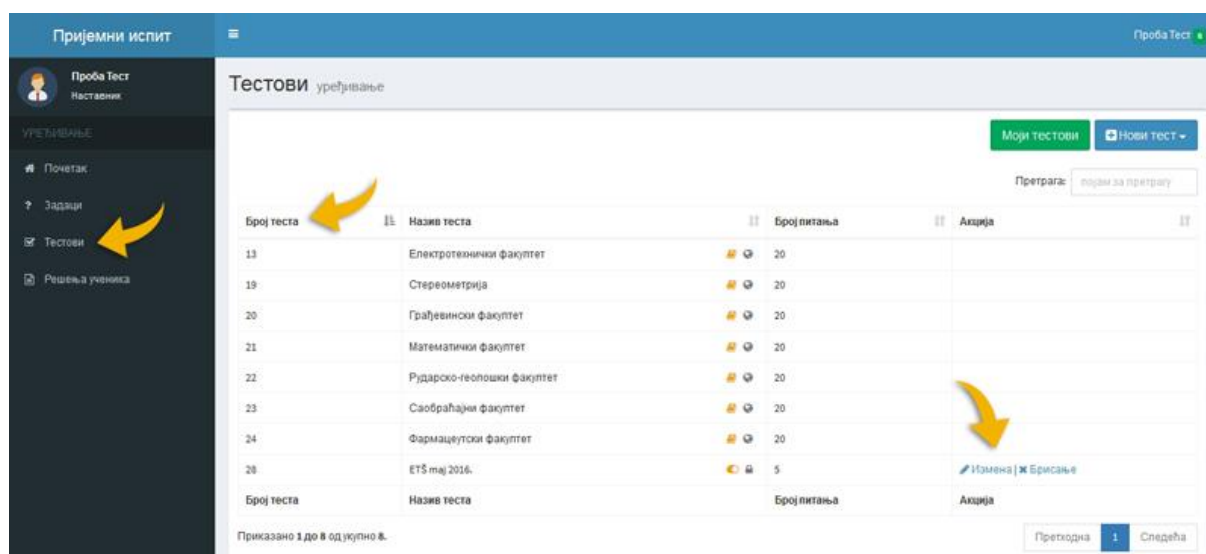 Пријемни испит
Проба Тест
Проба Тест
Наставник
УРЕЂИВАЊЕ
Почетак
? Задаци
Тестови
Решења ученика
Тестови уређивање
Моји тестови Нови тест
Претрага: појам за претрагу
Број теста Назив теста Број питања Акција
13 Електротехнички факултет 20
19 Стереометрија 20
20 Грађевински факултет 20
21 Математички факултет 20
22 Рударско-геолошки факултет 20
23 Саобраћајни факултет 20
24 Фармацеутски факултет 20
28 ETŠ maj 2016. 5 Измена | Брисање
Број теста Назив теста Број питања Акција
Приказано 1 до 8 од укупно 8.
Претходна 1 Следећа